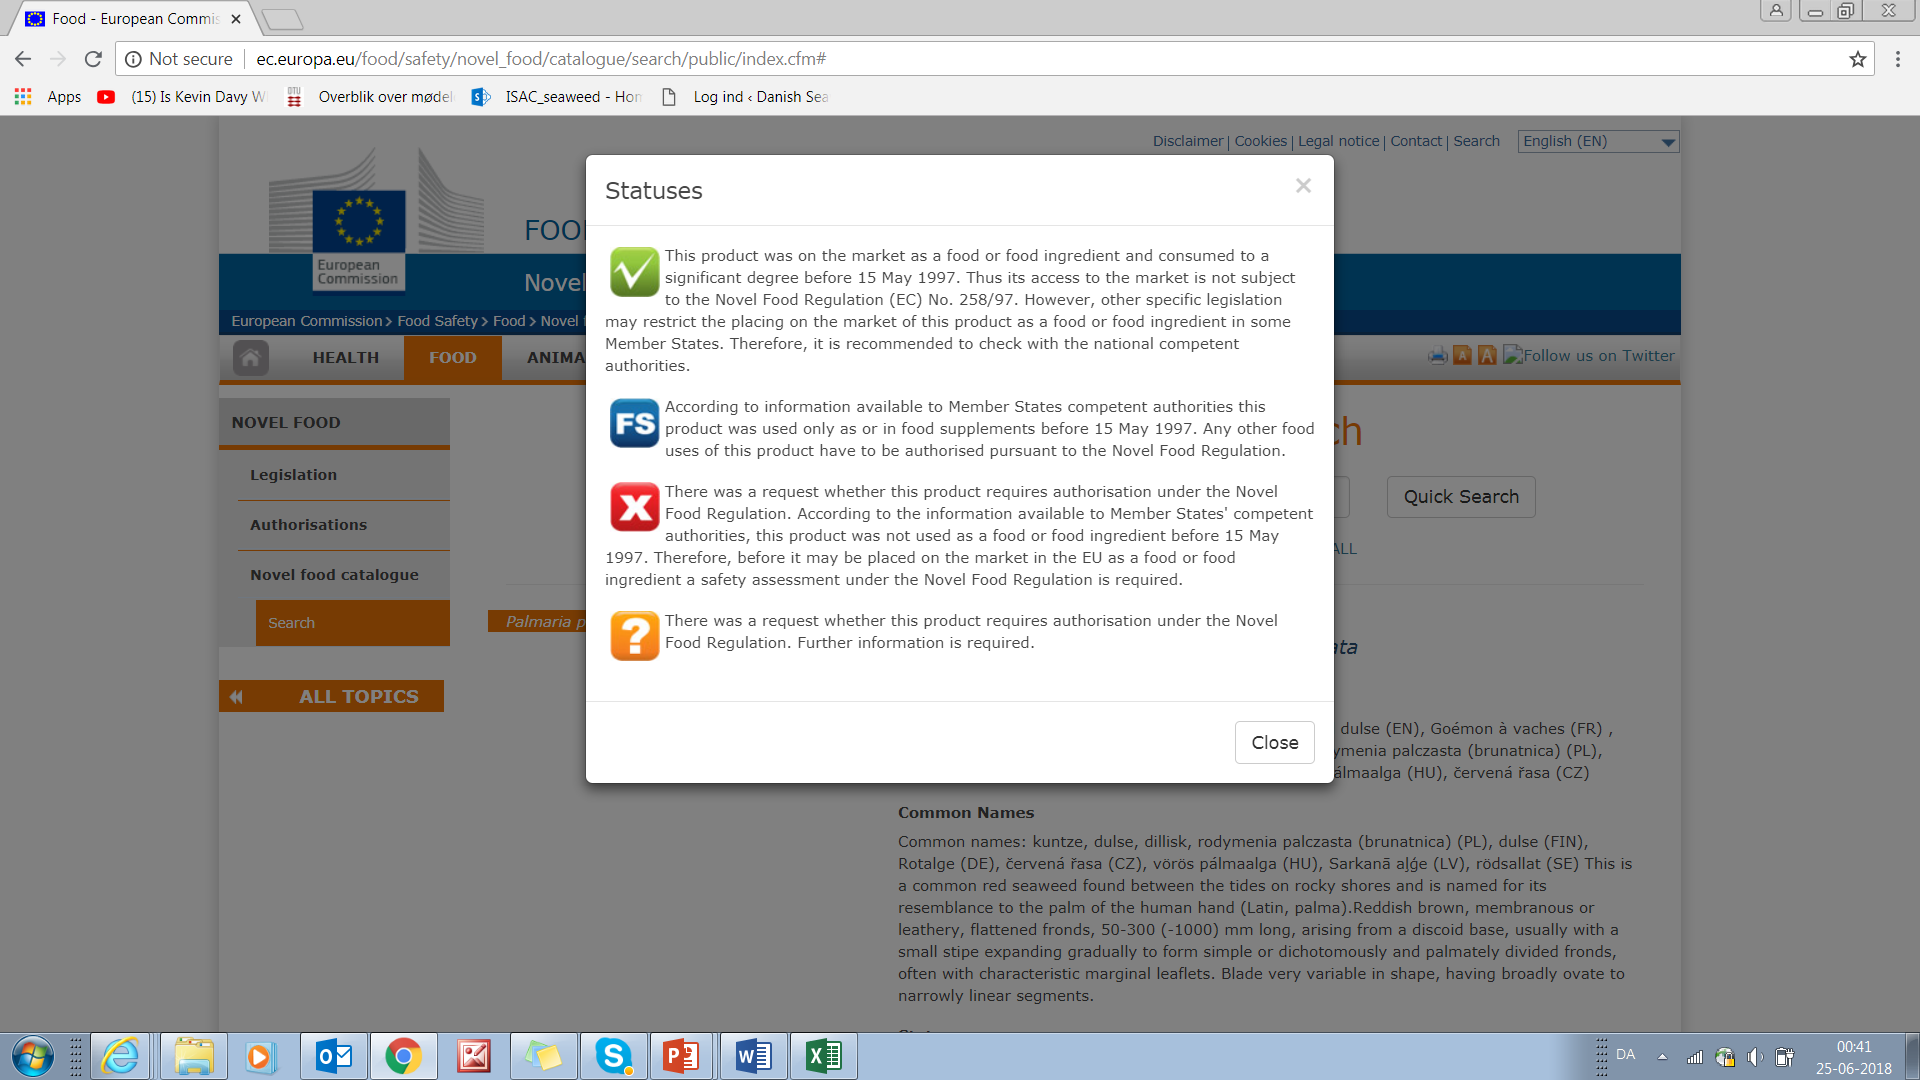 Food - European Commis
Not secure
ec.europa.eu/food/safety/novel_food/catalogue/search/public/index.cfm#
Apps
(15) Is Kevin Davy W
DTU
Overblik over møde
ISAC_seaweed - Hom
Log ind ‹ Danish Sea
Disclaimer | Cookies | Legal notice | Contact | Search
English (EN)
European
Commission
FOO
Novel
European Commission > Food Safety > Food > Novel
HEALTH
FOOD
ANIMA
A
A
Follow us on Twitter
NOVEL FOOD
Legislation
Authorisations
Novel food catalogue
Search
ALL TOPICS
Statuses
×
This product was on the market as a food or food ingredient and consumed to a
significant degree before 15 May 1997. Thus its access to the market is not subject
to the Novel Food Regulation (EC) No. 258/97. However, other specific legislation
may restrict the placing on the market of this product as a food or food ingredient in some
Member States. Therefore, it is recommended to check with the national competent
authorities.
FS
According to information available to Member States competent authorities this
product was used only as or in food supplements before 15 May 1997. Any other food
uses of this product have to be authorised pursuant to the Novel Food Regulation.
X
There was a request whether this product requires authorisation under the Novel
Food Regulation. According to the information available to Member States' competent
authorities, this product was not used as a food or food ingredient before 15 May
1997. Therefore, before it may be placed on the market in the EU as a food or food
ingredient a safety assessment under the Novel Food Regulation is required.
?
There was a request whether this product requires authorisation under the Novel
Food Regulation. Further information is required.
Close
ch
Quick Search
ALL
Palmaria p
ata
dulse (EN), Goémon à vaches (FR) ,
ymenia palczasta (brunatnica) (PL),
álmaalga (HU), červená řasa (CZ)
Common Names
Common names: kuntze, dulse, dillisk, rodymenia palczasta (brunatnica) (PL), dulse (FIN),
Rotalge (DE), červená řasa (CZ), vörös pálmaalga (HU), Sarkanā aļģe (LV), rödsallat (SE) This is
a common red seaweed found between the tides on rocky shores and is named for its
resemblance to the palm of the human hand (Latin, palma).Reddish brown, membranous or
leathery, flattened fronds, 50-300 (-1000) mm long, arising from a discoid base, usually with a
small stipe expanding gradually to form simple or dichotomously and palmately divided fronds,
often with characteristic marginal leaflets. Blade very variable in shape, having broadly ovate to
narrowly linear segments.
DA
00:41
25-06-2018